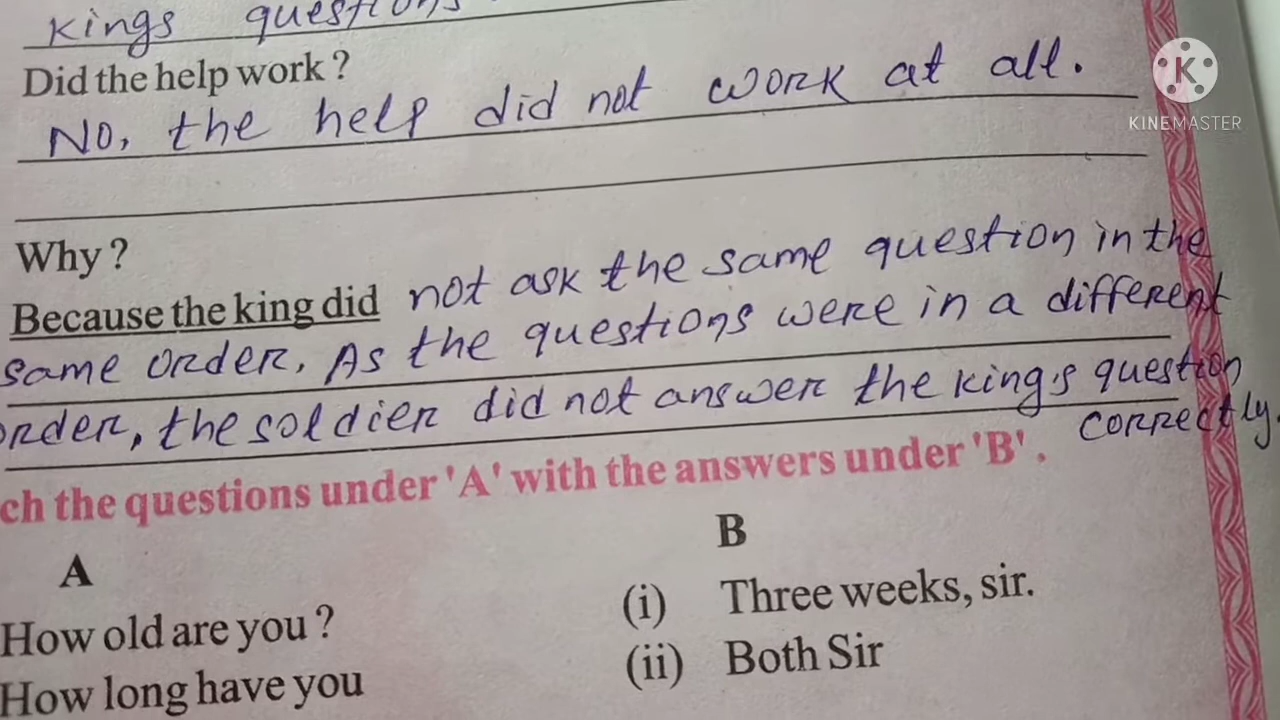 kings questions
Did the help work ?
No, the help did not work at all.
Why ?
Because the king did not ask the same question in the
same order. As the questions were in a different
order, the soldier did not answer the king's question
correctly.
ch the questions under 'A' with the answers under 'B'.
A B
How old are you ? (i) Three weeks, sir.
How long have you (ii) Both Sir
K
KINEMASTER